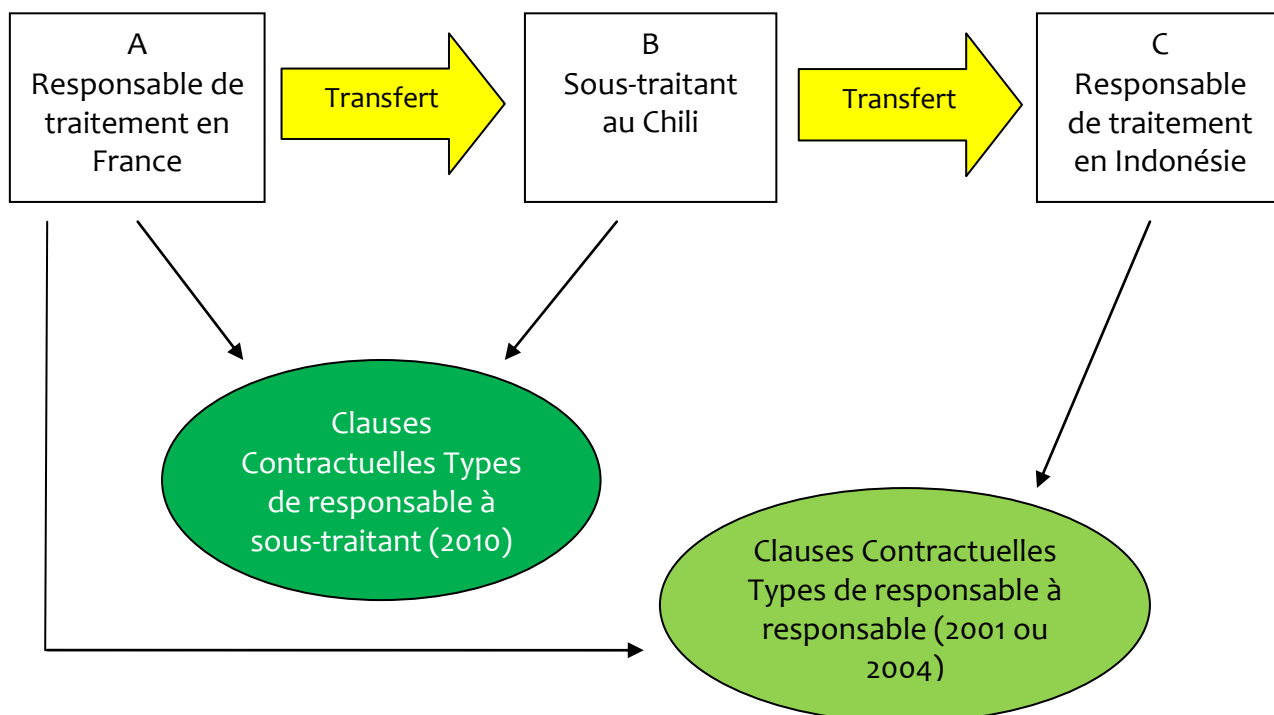 A
Responsable de
traitement en
France
Transfert
B
Sous-traitant
au Chili
Transfert
C
Responsable
de traitement
en Indonésie
Clauses
Contractuelles Types
de responsable à
sous-traitant (2010)
Clauses Contractuelles
Types de responsable à
responsable (2001 ou
2004)